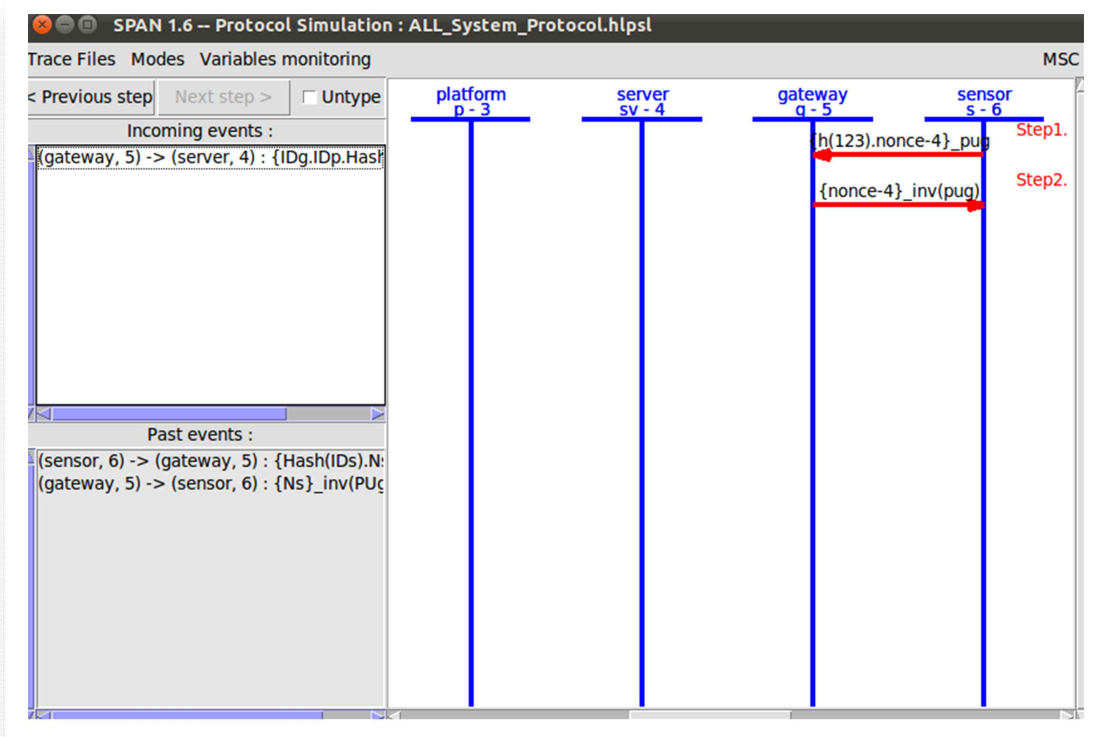 SPAN 1.6 -- Protocol Simulation : ALL_System_Protocol.hlpsl
Trace Files Modes Variables monitoring MSC
< Previous step Next step > Untype
Incoming events :
(gateway, 5) -> (server, 4) : {IDg.IDp.Hash
Past events :
(sensor, 6) -> (gateway, 5) : {Hash(IDs).N
(gateway, 5) -> (sensor, 6) : {Ns}_inv(PUg
platform server gateway sensor
p - 3 sv - 4 g - 5 s - 6
{h(123).nonce-4}_pug Step1.
{nonce-4}_inv(pug) Step2.